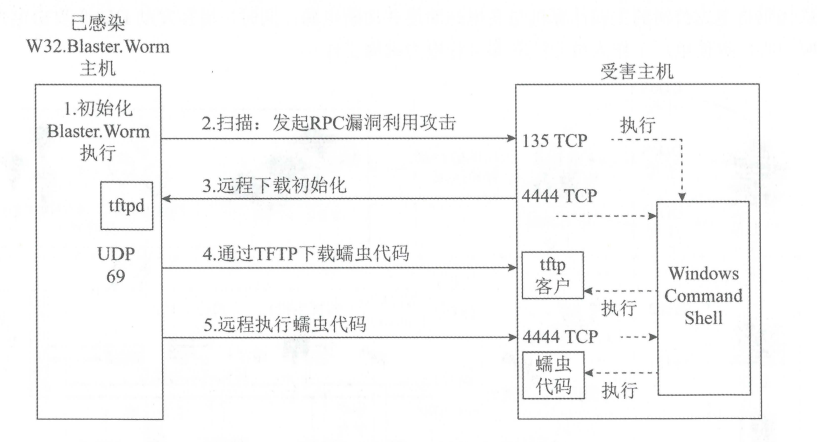 已感染
W32.Blaster.Worm
主机
受害主机
1.初始化
Blaster.Worm
执行
2.扫描：发起RPC漏洞利用攻击
135 TCP
执行
3.远程下载初始化
4444 TCP
tftpd
UDP
69
4.通过TFTP下载蠕虫代码
tftp
客户
执行
Windows
Command
Shell
5.远程执行蠕虫代码
4444 TCP
蠕虫
代码
执行